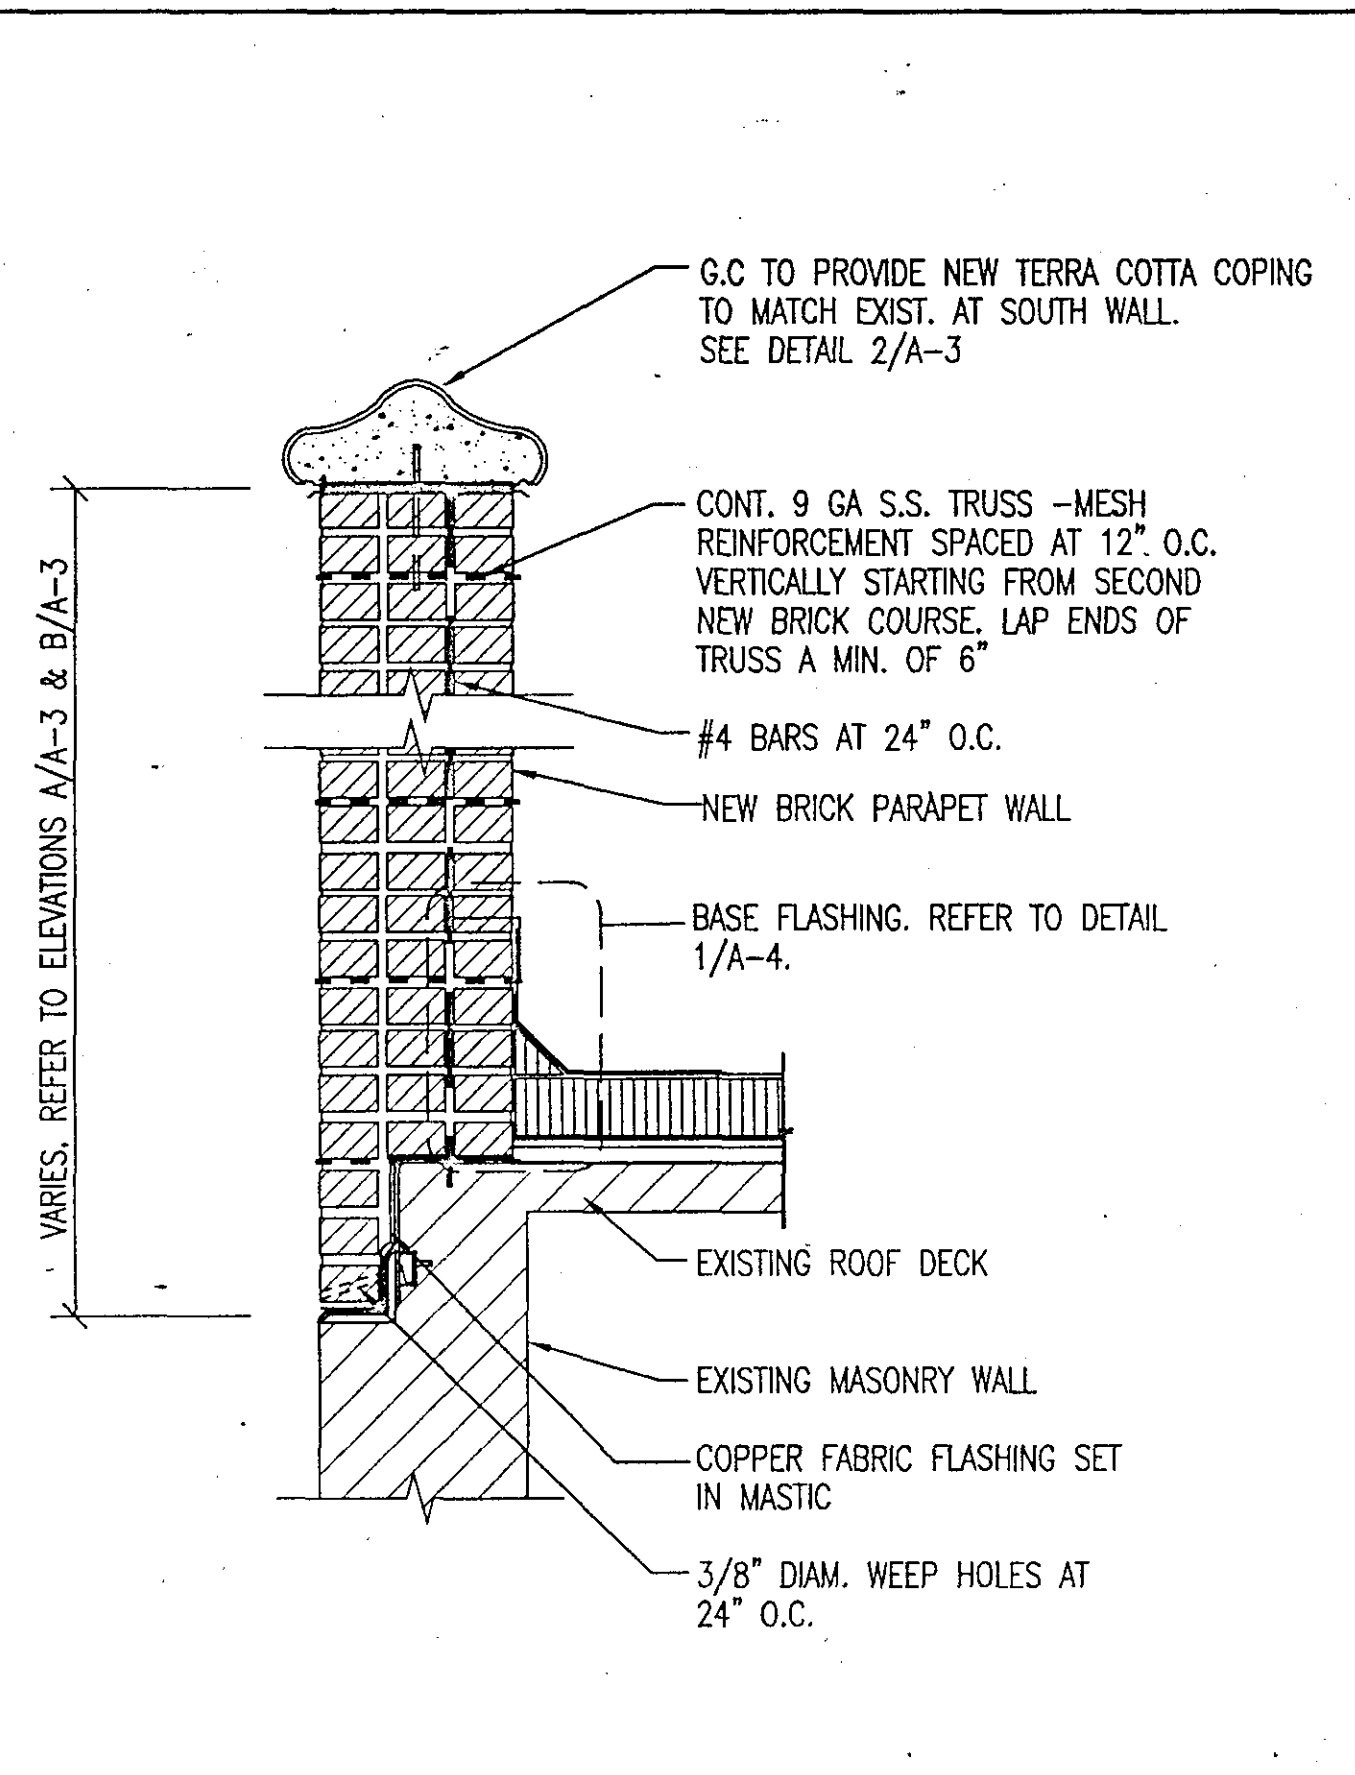 G.C TO PROVIDE NEW TERRA COTTA COPING
TO MATCH EXIST. AT SOUTH WALL.
SEE DETAIL 2/A-3
CONT. 9 GA S.S. TRUSS -MESH
REINFORCEMENT SPACED AT 12". O.C.
VERTICALLY STARTING FROM SECOND
NEW BRICK COURSE. LAP ENDS OF
TRUSS A MIN. OF 6"
#4 BARS AT 24" O.C.
NEW BRICK PARAPET WALL
BASE FLASHING. REFER TO DETAIL
1/A-4.
EXISTING ROOF DECK
EXISTING MASONRY WALL
COPPER FABRIC FLASHING SET
IN MASTIC
3/8" DIAM. WEEP HOLES AT
24" O.C.
VARIES. REFER TO ELEVATIONS A/A-3 & B/A-3